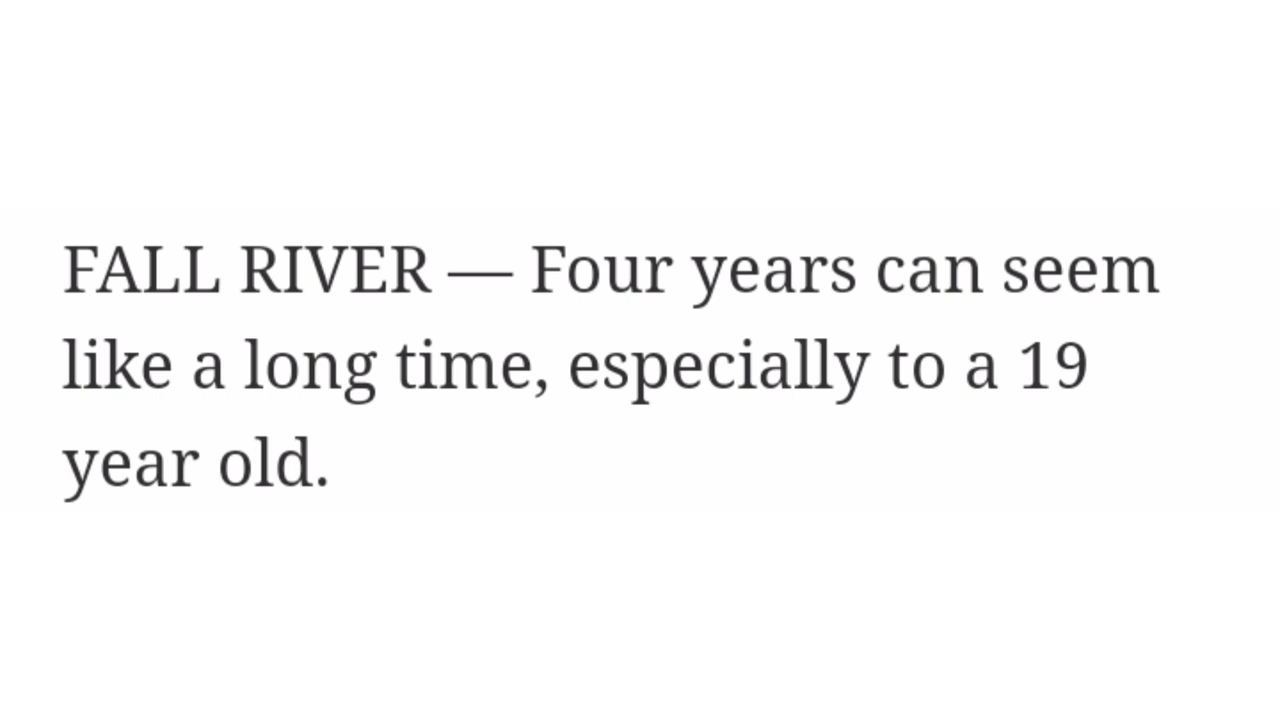 FALL RIVER — Four years can seem
like a long time, especially to a 19
year old.